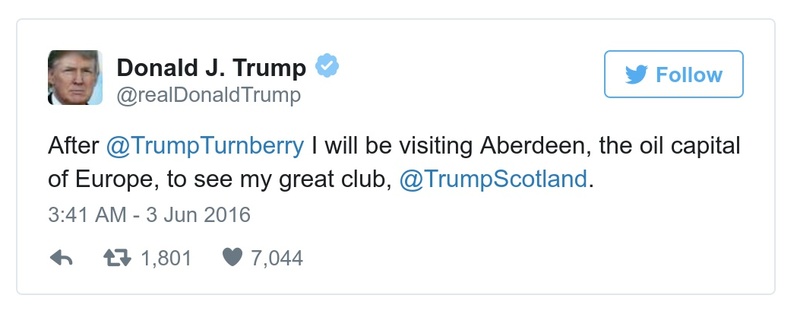 Donald J. Trump
@realDonaldTrump
Follow
After @TrumpTurnberry I will be visiting Aberdeen, the oil capital
of Europe, to see my great club, @TrumpScotland.
3:41 AM - 3 Jun 2016
1,801 7,044